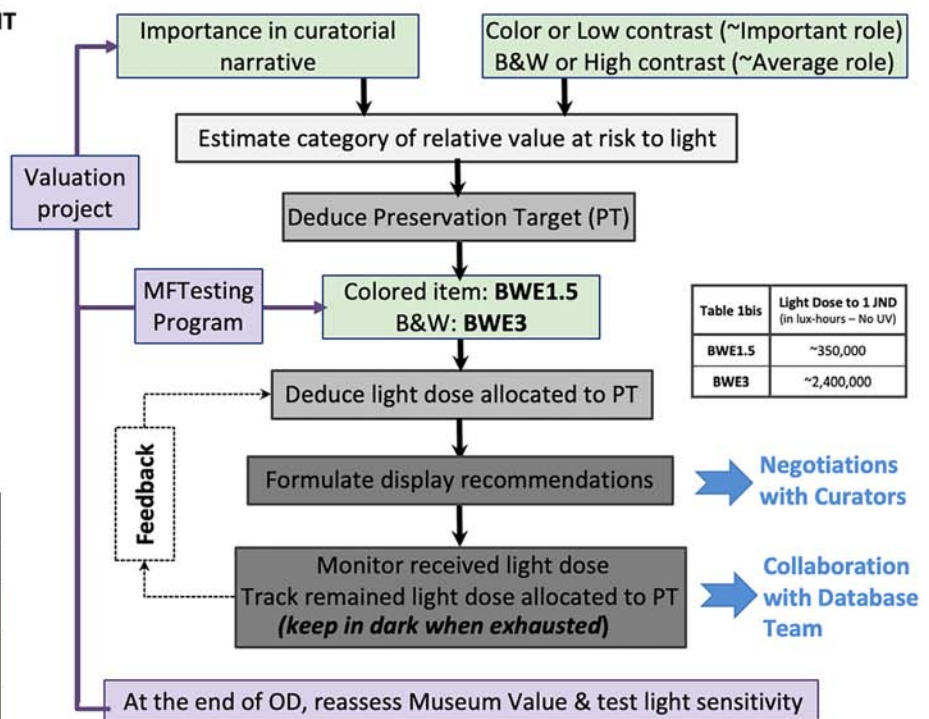 Importance in curatorial
narrative
Color or Low contrast (~Important role)
B&W or High contrast (~Average role)
Estimate category of relative value at risk to light
Valuation
project
Deduce Preservation Target (PT)
MFTesting
Program
Colored item: BWE1.5
B&W: BWE3
Table 1bis
Light Dose to 1 JND
(in lux-hours – No UV)
BWE1.5
~350,000
BWE3
~2,400,000
Deduce light dose allocated to PT
Feedback
Formulate display recommendations
Negotiations
with Curators
Monitor received light dose
Track remained light dose allocated to PT
(keep in dark when exhausted)
Collaboration
with Database
Team
At the end of OD, reassess Museum Value & test light sensitivity